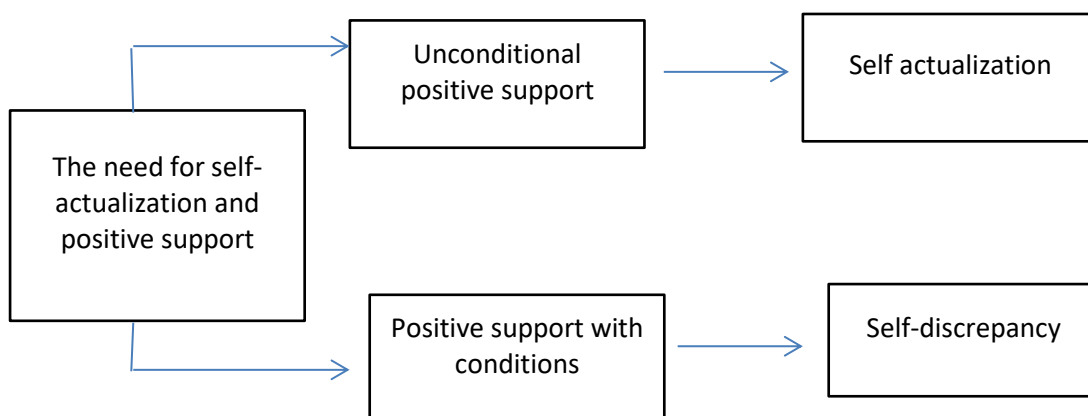 Unconditional
positive support
Self actualization
The need for self-
actualization and
positive support
Positive support with
conditions
Self-discrepancy